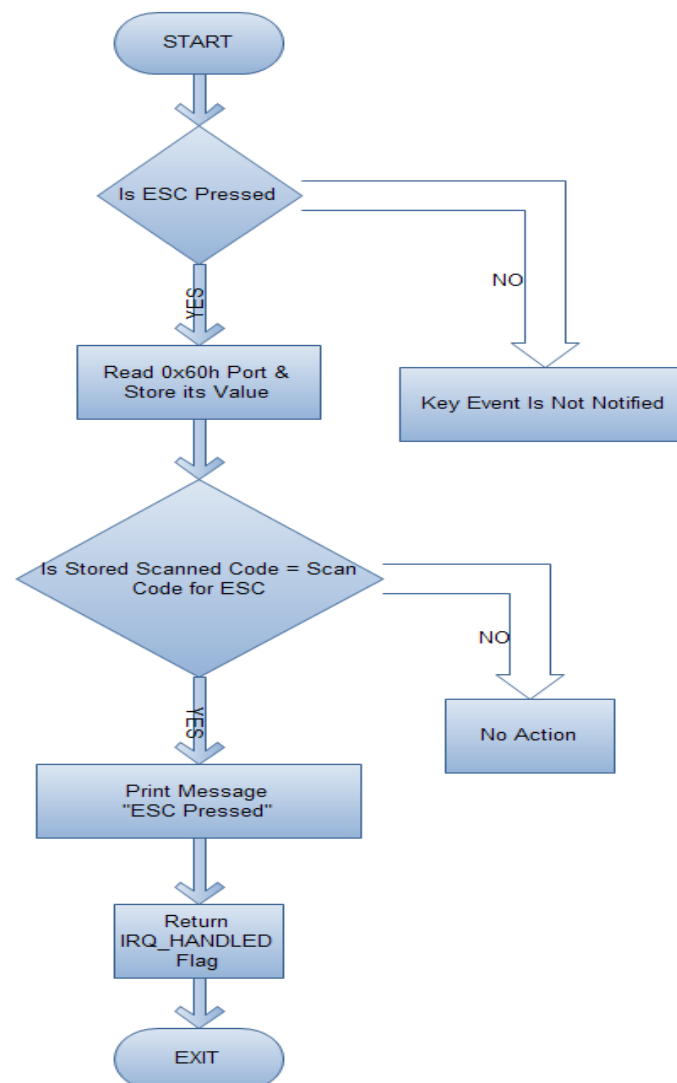 START
Is ESC Pressed
YES
NO
Read 0x60h Port &
Store its Value
Key Event Is Not Notified
Is Stored Scanned Code = Scan
Code for ESC
NO
YES
No Action
Print Message
"ESC Pressed"
Return
IRQ_HANDLED
Flag
EXIT